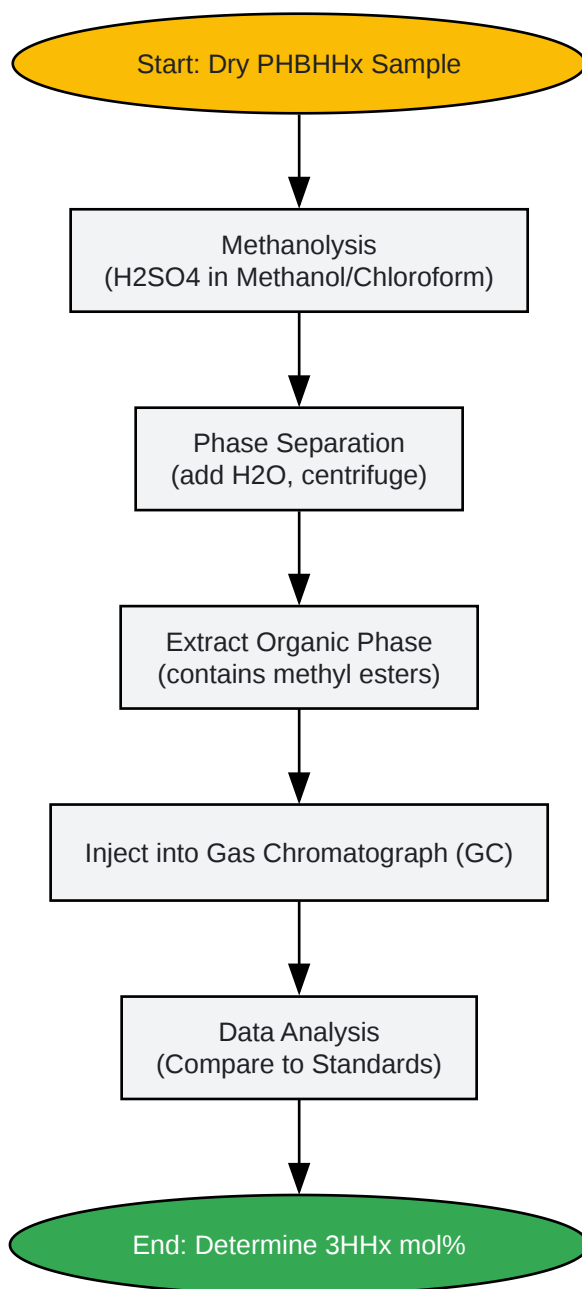 Start: Dry PHBHHx Sample
Methanolysis
(H2SO4 in Methanol/Chloroform)
Phase Separation
(add H2O, centrifuge)
Extract Organic Phase
(contains methyl esters)
Inject into Gas Chromatograph (GC)
Data Analysis
(Compare to Standards)
End: Determine 3HHx mol%